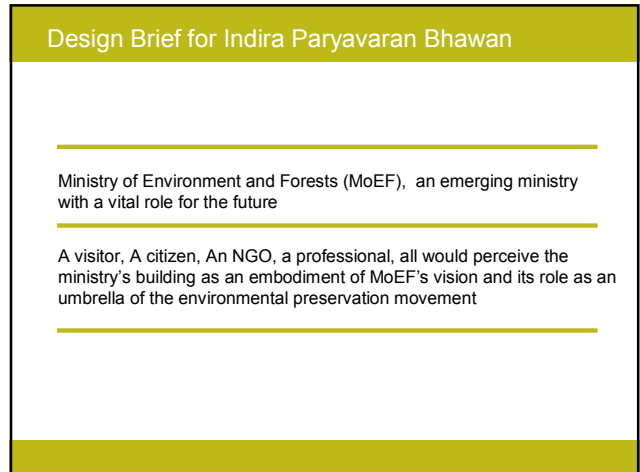 Design Brief for Indira Paryavaran Bhawan
Ministry of Environment and Forests (MoEF), an emerging ministry
with a vital role for the future
A visitor, A citizen, An NGO, a professional, all would perceive the
ministry's building as an embodiment of MoEF's vision and its role as an
umbrella of the environmental preservation movement